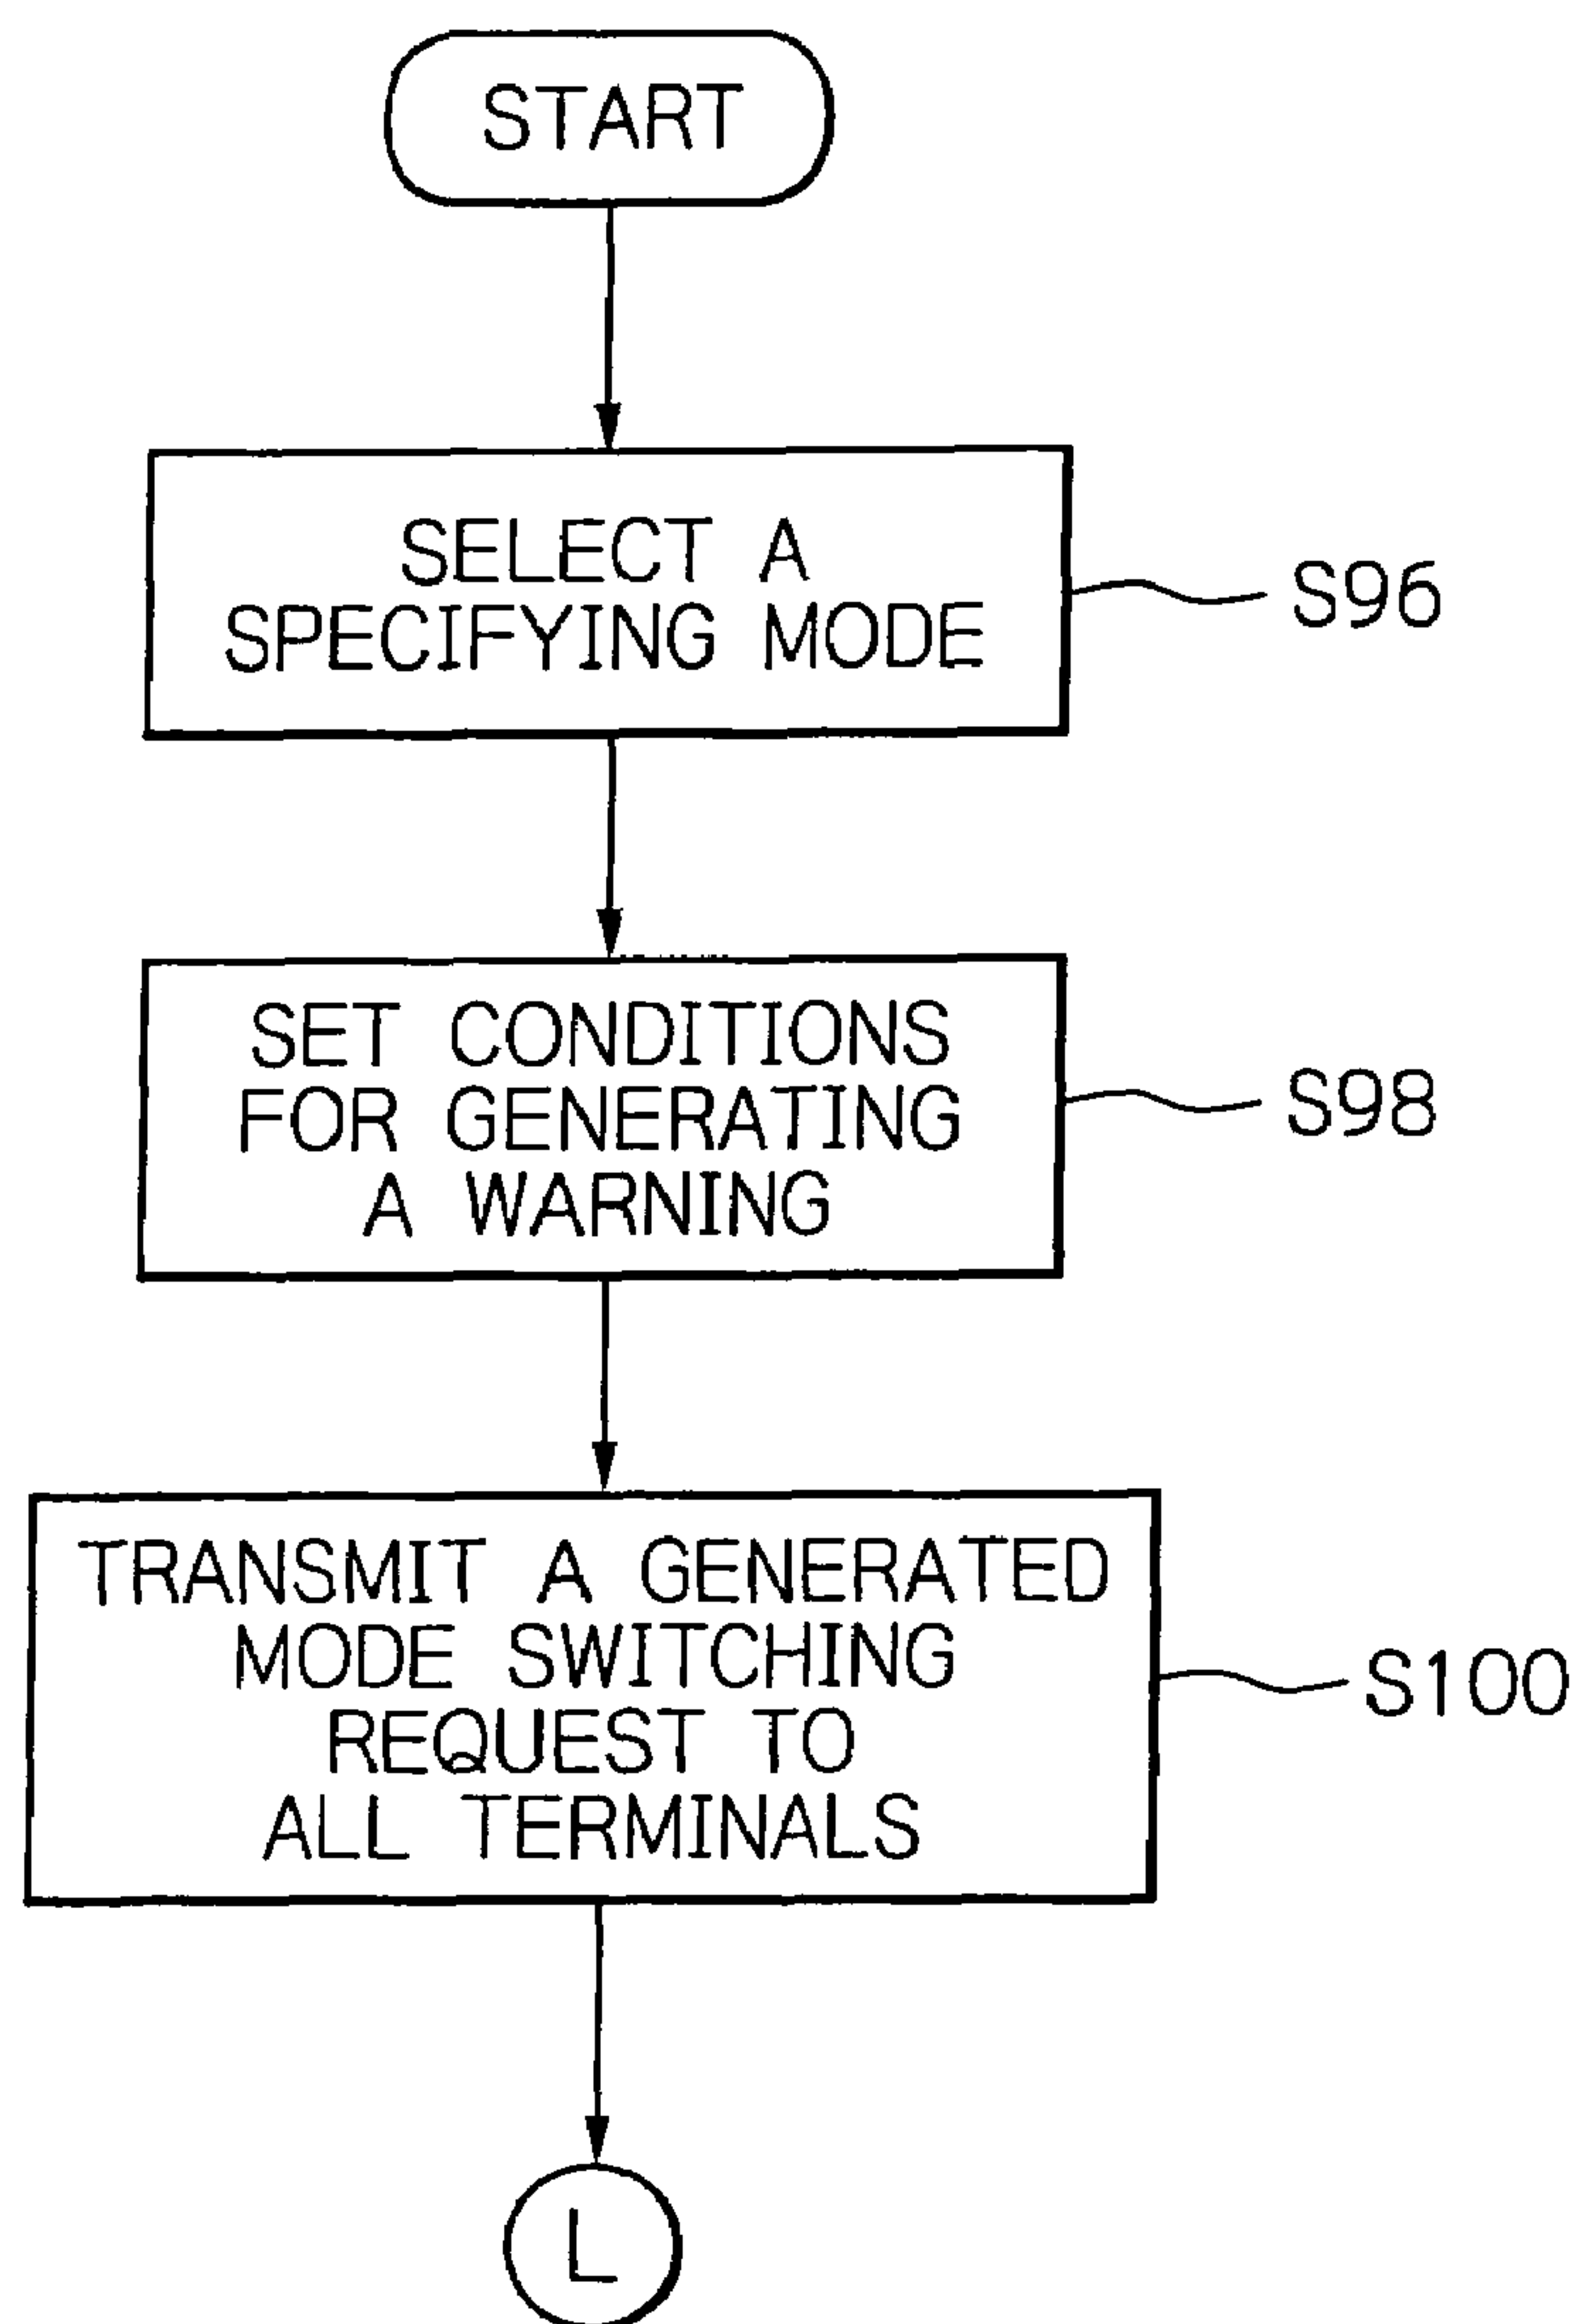 START
SELECT A
SPECIFYING MODE
S96
SET CONDITIONS
FOR GENERATING
A WARNING
S98
TRANSMIT A GENERATED
MODE SWITCHING
REQUEST TO
ALL TERMINALS
S100
L